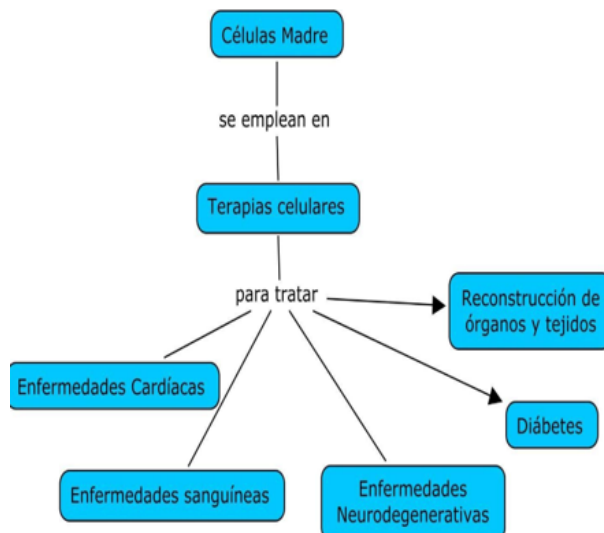 Células Madre
se emplean en
Terapias celulares
para tratar
Reconstrucción de
órganos y tejidos
Enfermedades Cardíacas
Diábetes
Enfermedades sanguíneas
Enfermedades
Neurodegenerativas